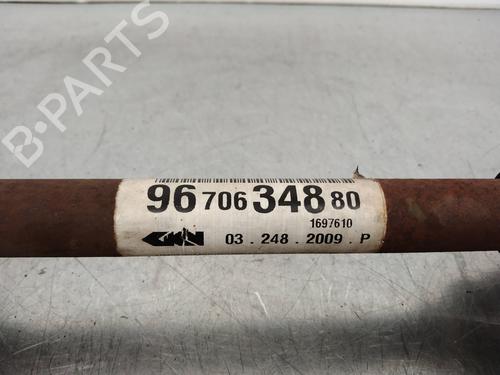 B-PARTS
96 706 348 80
1697610
GKN 03 . 248 . 2009 . P